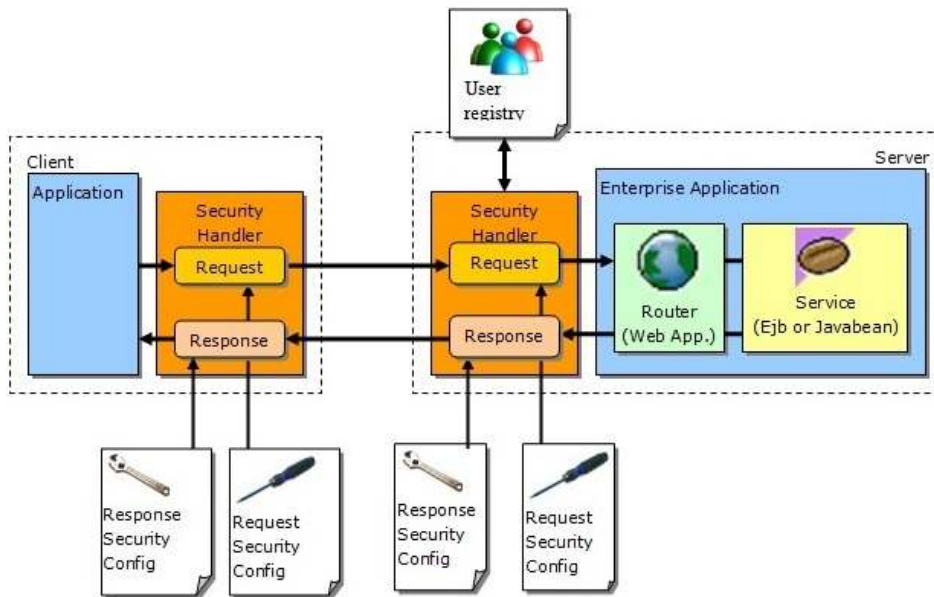 User
registry
Client
Server
Application
Enterprise Application
Security
Handler
Security
Handler
Request
Request
Router
(Web App.)
Service
(Ejb or Javabean)
Response
Response
Response
Security
Config
Request
Security
Config
Response
Security
Config
Request
Security
Config